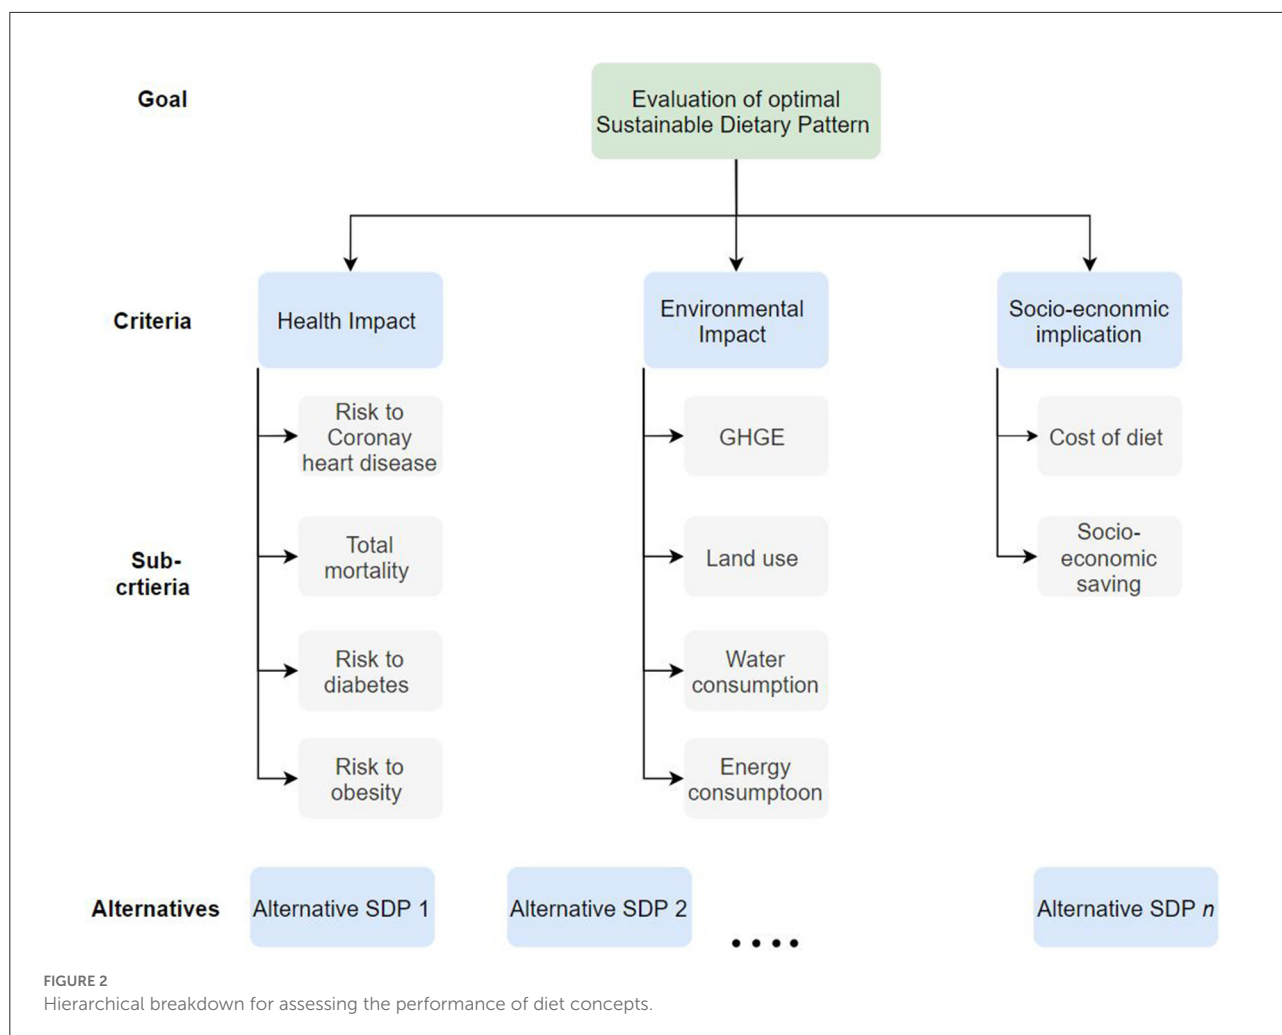 Goal
Evaluation of optimal
Sustainable Dietary Pattern
Criteria
Health Impact
Environmental
Impact
Socio-ecnonmic
implication
Sub-
crtieria
Risk to
Coronay
heart disease
Total
mortality
Risk to
diabetes
Risk to
obesity
GHGE
Land use
Water
consumption
Energy
consumptoon
Cost of diet
Socio-
economic
saving
Alternatives
Alternative SDP 1
Alternative SDP 2
Alternative SDP n
FIGURE 2
Hierarchical breakdown for assessing the performance of diet concepts.